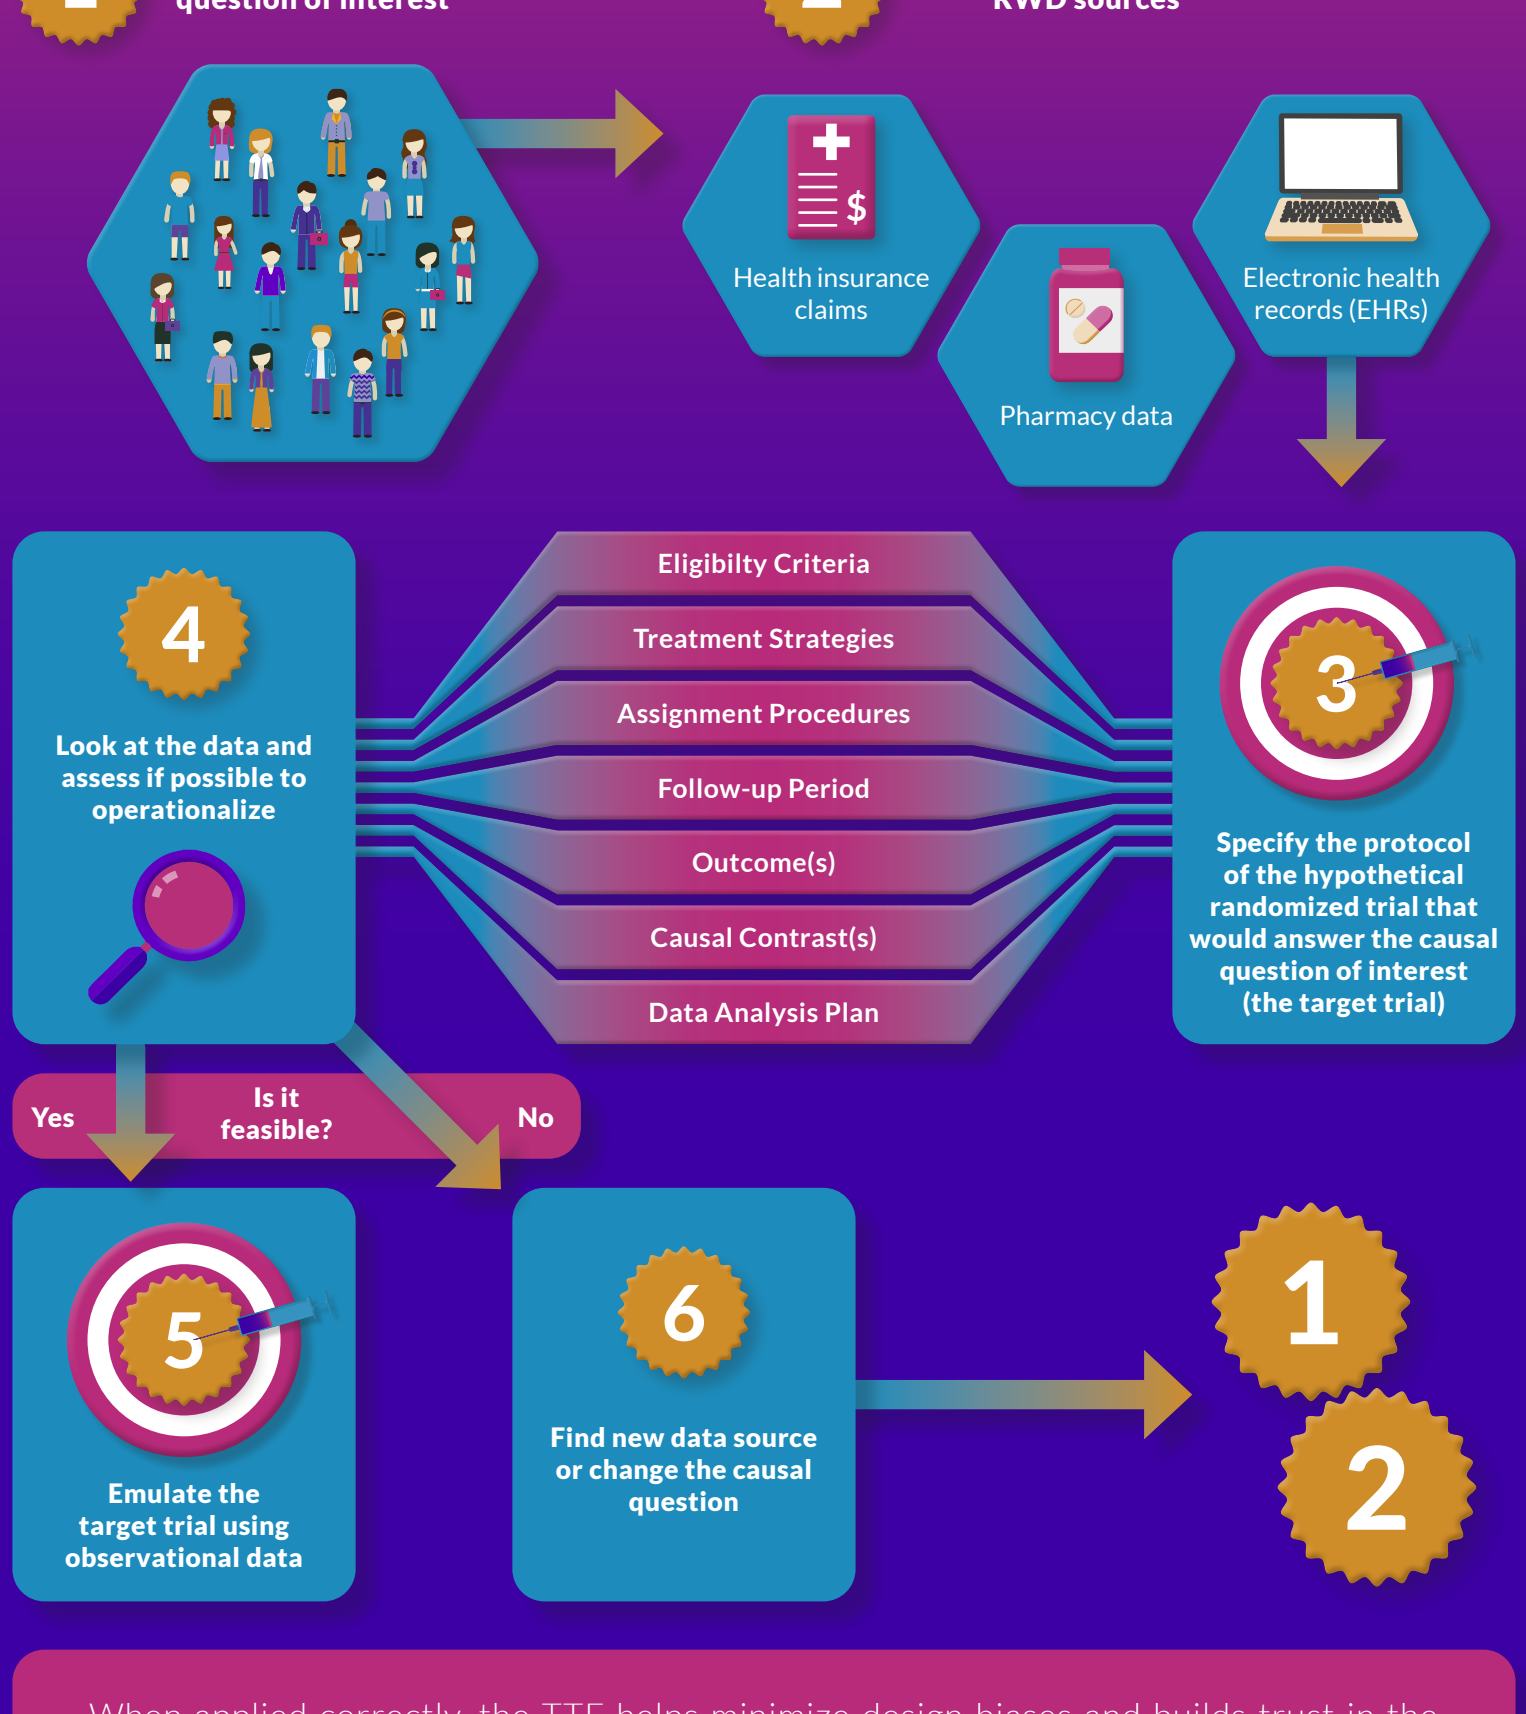 question of interest
RWD sources
$
Health insurance
claims
Pharmacy data
Electronic health
records (EHRs)
4
Look at the data and
assess if possible to
operationalize
Eligibilty Criteria
Treatment Strategies
Assignment Procedures
Follow-up Period
Outcome(s)
Causal Contrast(s)
Data Analysis Plan
3
Specify the protocol
of the hypothetical
randomized trial that
would answer the causal
question of interest
(the target trial)
Yes
Is it
feasible?
No
5
Emulate the
target trial using
observational data
6
Find new data source
or change the causal
question
1
2
When applied correctly, the TTE helps minimize design biases and builds trust in the